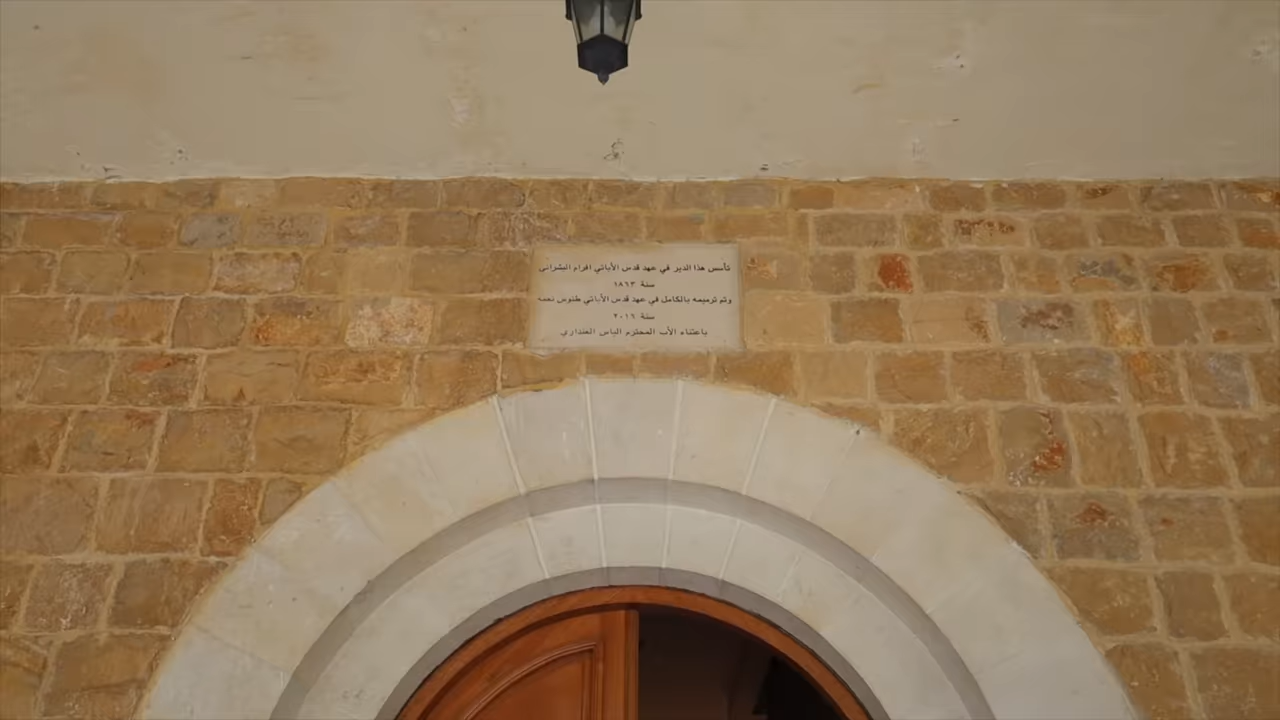 تأسس هذا الدير في عهد قدس الأباتي افرام البشراني
سنة ١٨٦٣
وتم ترميمه بالكامل في عهد قدس الأباتي طنوس نعمه
سنة ٢٠١٦
باعتناء الأب المحترم الياس العنداري